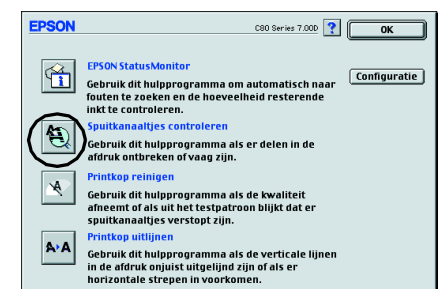 EPSON
C80 Series 7.00D
?
OK
EPSON StatusMonitor
Gebruik dit hulpprogramma om automatisch naar
fouten te zoeken en de hoeveelheid resterende
inkt te controleren.
Configuratie
Spuitkanaaltjes controleren
Gebruik dit hulpprogramma als er delen in de
afdruk ontbreken of vaag zijn.
Printkop reinigen
Gebruik dit hulpprogramma als de kwaliteit
afneemt of als uit het testpatroon blijkt dat er
spuitkanaaltjes verstopt zijn.
Printkop uitlijnen
Gebruik dit hulpprogramma als de verticale lijnen
in de afdruk onjuist uitgelijnd zijn of als er
horizontale strepen in voorkomen.